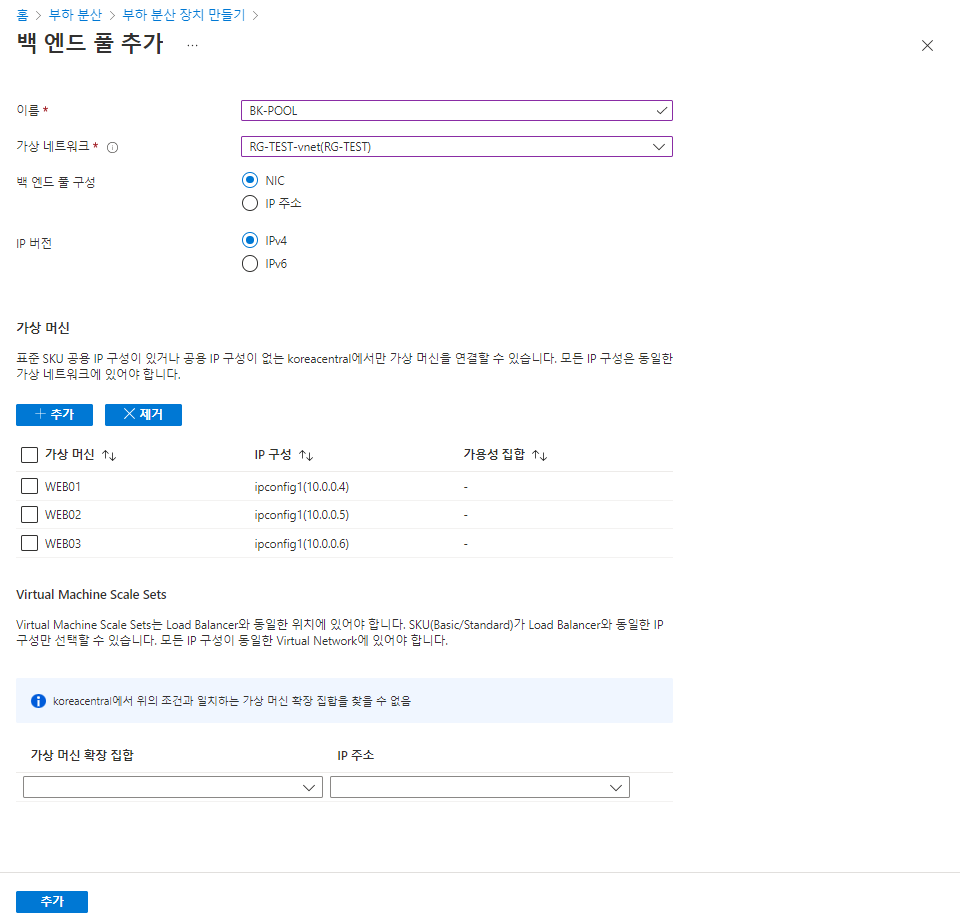 홈 > 부하 분산 > 부하 분산 장치 만들기 >
백 엔드 풀 추가 ...
이름 *
BK-POOL
가상 네트워크 *
RG-TEST-vnet(RG-TEST)
백 엔드 풀 구성
NIC
IP 주소
IP 버전
IPv4
IPv6
가상 머신
표준 SKU 공용 IP 구성이 있거나 공용 IP 구성이 없는 koreacentral에서만 가상 머신을 연결할 수 있습니다. 모든 IP 구성은 동일한
가상 네트워크에 있어야 합니다.
+ 추가 × 제거
가상 머신 ↑↓ IP 구성 ↑↓ 가용성 집합 ↑↓
WEB01 ipconfig1(10.0.0.4) -
WEB02 ipconfig1(10.0.0.5) -
WEB03 ipconfig1(10.0.0.6) -
Virtual Machine Scale Sets
Virtual Machine Scale Sets는 Load Balancer와 동일한 위치에 있어야 합니다. SKU(Basic/Standard)가 Load Balancer와 동일한 IP
구성만 선택할 수 있습니다. 모든 IP 구성이 동일한 Virtual Network에 있어야 합니다.
koreacentral에서 위의 조건과 일치하는 가상 머신 확장 집합을 찾을 수 없음
가상 머신 확장 집합 IP 주소
추가